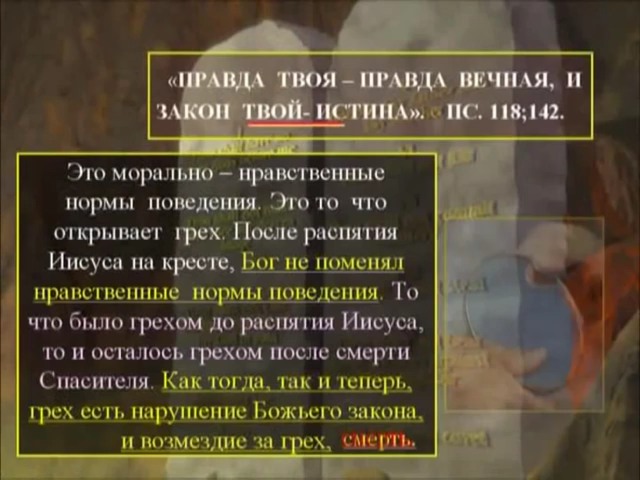 «ПРАВДА ТВОЯ – ПРАВДА ВЕЧНАЯ, И
ЗАКОН ТВОЙ- ИСТИНА». ПС. 118;142.
Это морально – нравственные
нормы поведения. Это то что
открывает грех. После распятия
Иисуса на кресте, Бог не поменял
нравственные нормы поведения. То
что было грехом до распятия Иисуса,
то и осталось грехом после смерти
Спасителя. Как тогда, так и теперь,
грех есть нарушение Божьего закона,
и возмездие за грех, смерть.